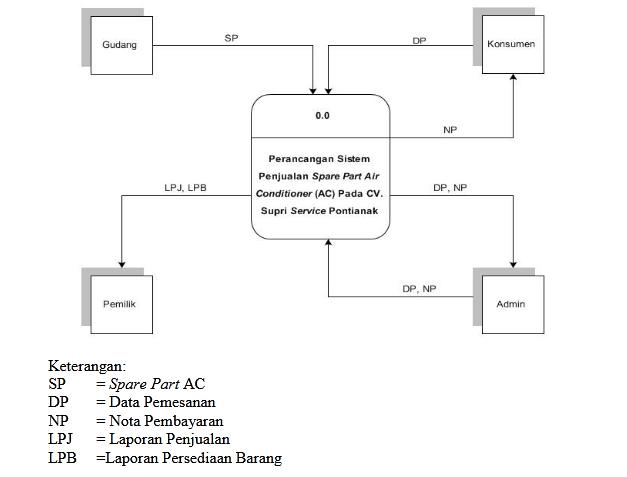 Gudang
SP
DP
Konsumen
0.0
NP
Perancangan Sistem
Penjualan Spare Part Air
Conditioner (AC) Pada CV.
Supri Service Pontianak
LPJ, LPB
DP, NP
Pemilik
DP, NP
Admin
Keterangan:
SP = Spare Part AC
DP = Data Pemesanan
NP = Nota Pembayaran
LPJ = Laporan Penjualan
LPB =Laporan Persediaan Barang